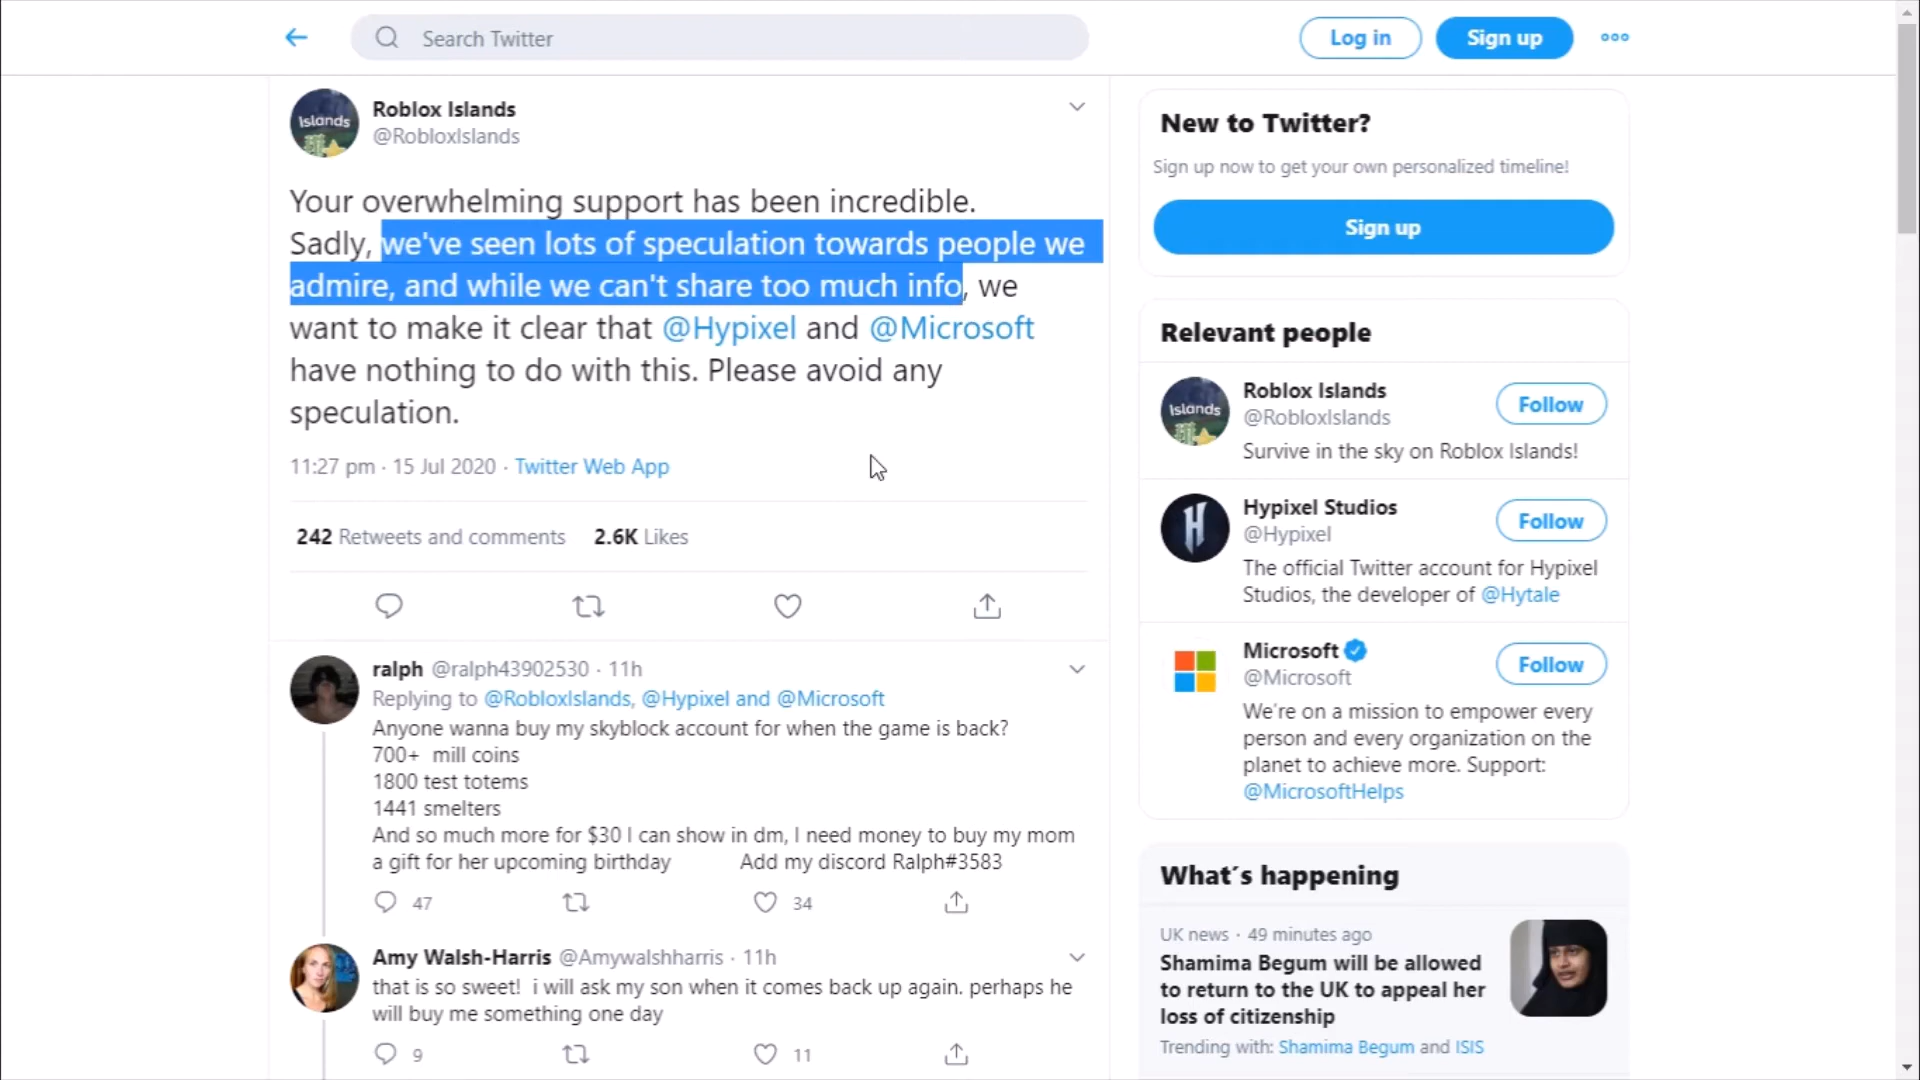 Search Twitter
Log in
Sign up
Islands
Roblox Islands
@RobloxIslands
Your overwhelming support has been incredible.
Sadly, we've seen lots of speculation towards people we
admire, and while we can't share too much info, we
want to make it clear that @Hypixel and @Microsoft
have nothing to do with this. Please avoid any
speculation.
11:27 pm · 15 Jul 2020 · Twitter Web App
242 Retweets and comments 2.6K Likes
ralph @ralph43902530 · 11h
Replying to @RobloxIslands, @Hypixel and @Microsoft
Anyone wanna buy my skyblock account for when the game is back?
700+ mill coins
1800 test totems
1441 smelters
And so much more for $30 I can show in dm, I need money to buy my mom
a gift for her upcoming birthday Add my discord Ralph#3583
47 34
Amy Walsh-Harris @Amywalshharris · 11h
that is so sweet! i will ask my son when it comes back up again. perhaps he
will buy me something one day
9 11
New to Twitter?
Sign up now to get your own personalized timeline!
Sign up
Relevant people
Islands
Roblox Islands
@RobloxIslands
Follow
Survive in the sky on Roblox Islands!
H
Hypixel Studios
@Hypixel
Follow
The official Twitter account for Hypixel
Studios, the developer of @Hytale
Microsoft
@Microsoft
Follow
We're on a mission to empower every
person and every organization on the
planet to achieve more. Support:
@MicrosoftHelps
What´s happening
UK news · 49 minutes ago
Shamima Begum will be allowed
to return to the UK to appeal her
loss of citizenship
Trending with: Shamima Begum and ISIS